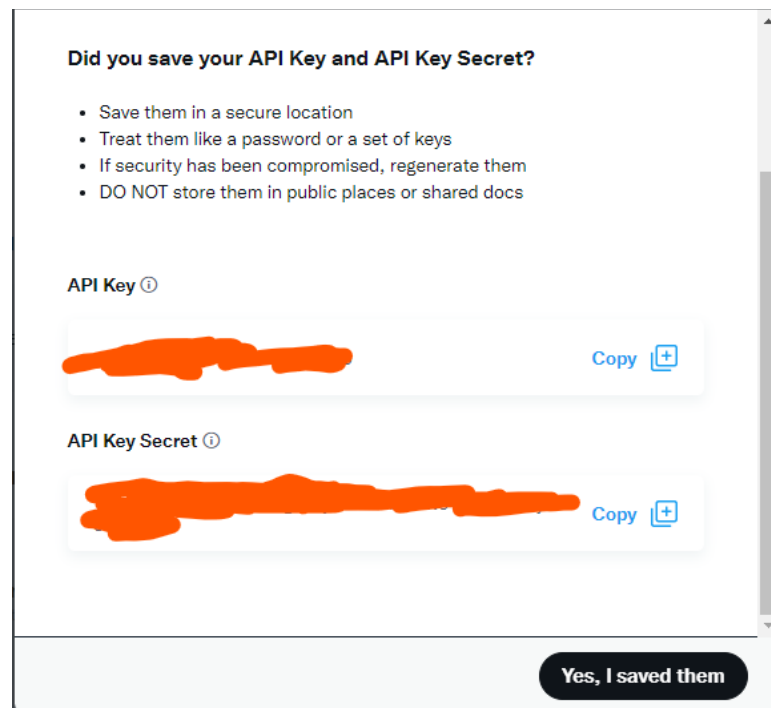 Did you save your API Key and API Key Secret?
• Save them in a secure location
• Treat them like a password or a set of keys
• If security has been compromised, regenerate them
• DO NOT store them in public places or shared docs
API Key
Copy
API Key Secret
Copy
Yes, I saved them